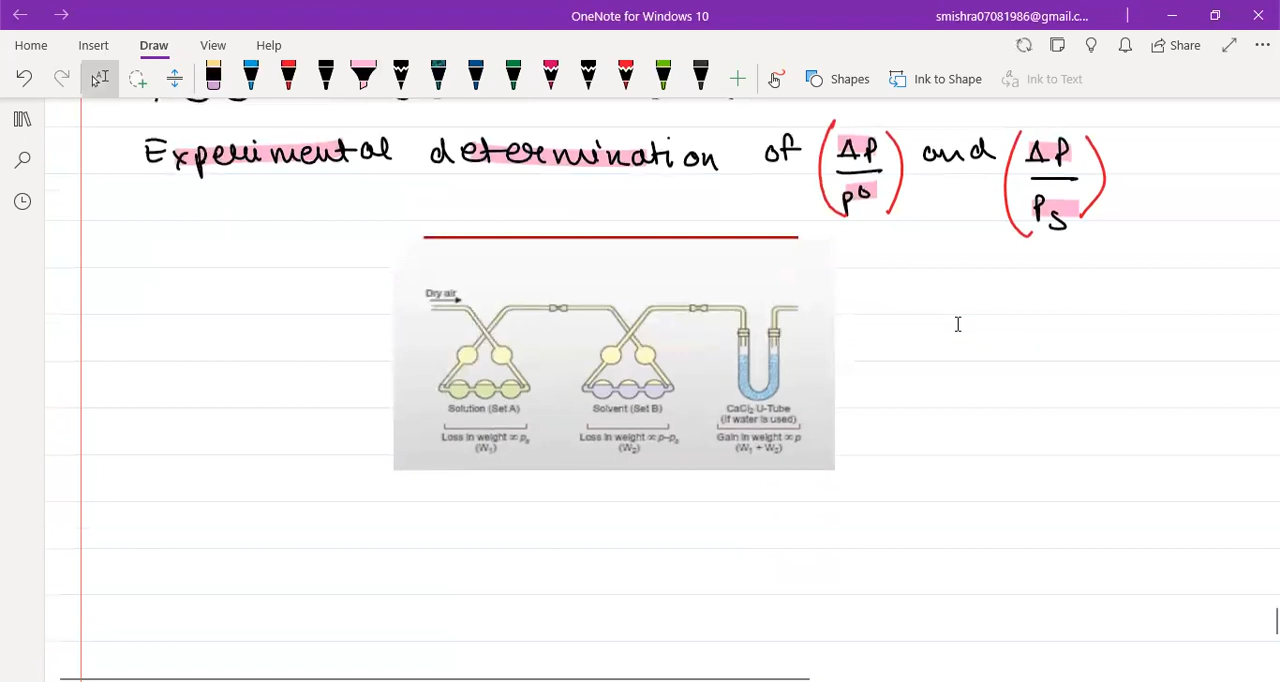 OneNote for Windows 10
smishra07081986@gmail.c...
Home Insert Draw View Help
Share
Shapes Ink to Shape Ink to Text
Experimental determination of (ΔP/P°) and (ΔP/Ps)
Dry air
Solution (Set A) Solvent (Set B) CaCl₂ U-Tube
(if water is used)
Loss in weight ∝ pₛ Loss in weight ∝ p–pₛ Gain in weight ∝ p
(W₁) (W₂) (W₁ + W₂)